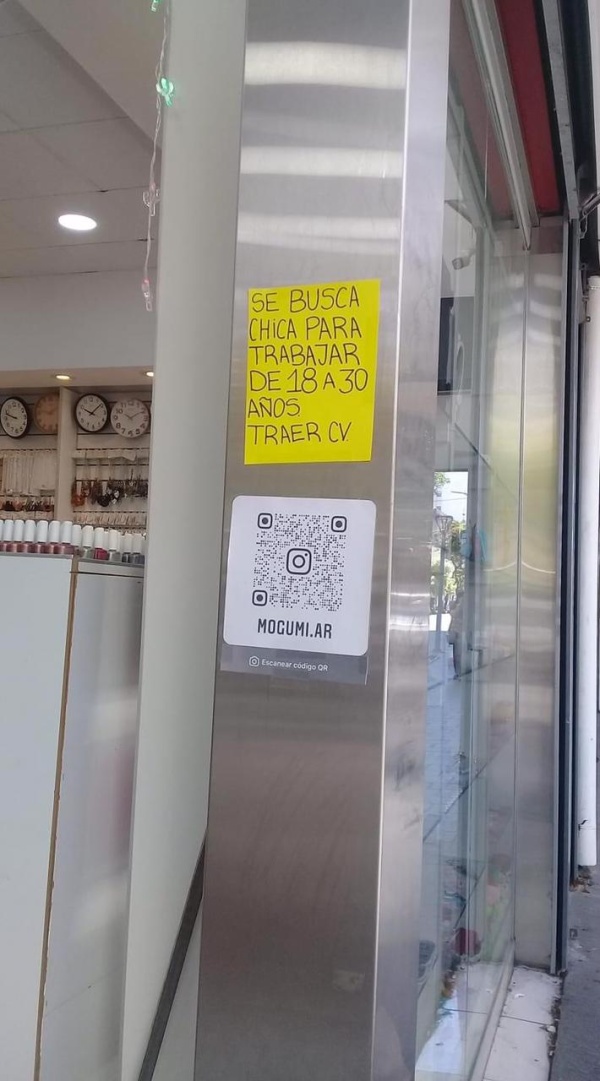 SE BUSCA
CHiCA PARA
TRABAJAR
DE 18 A 30
AÑOS.
TRAER CV.
MOGUMI.AR
Escanear código QR